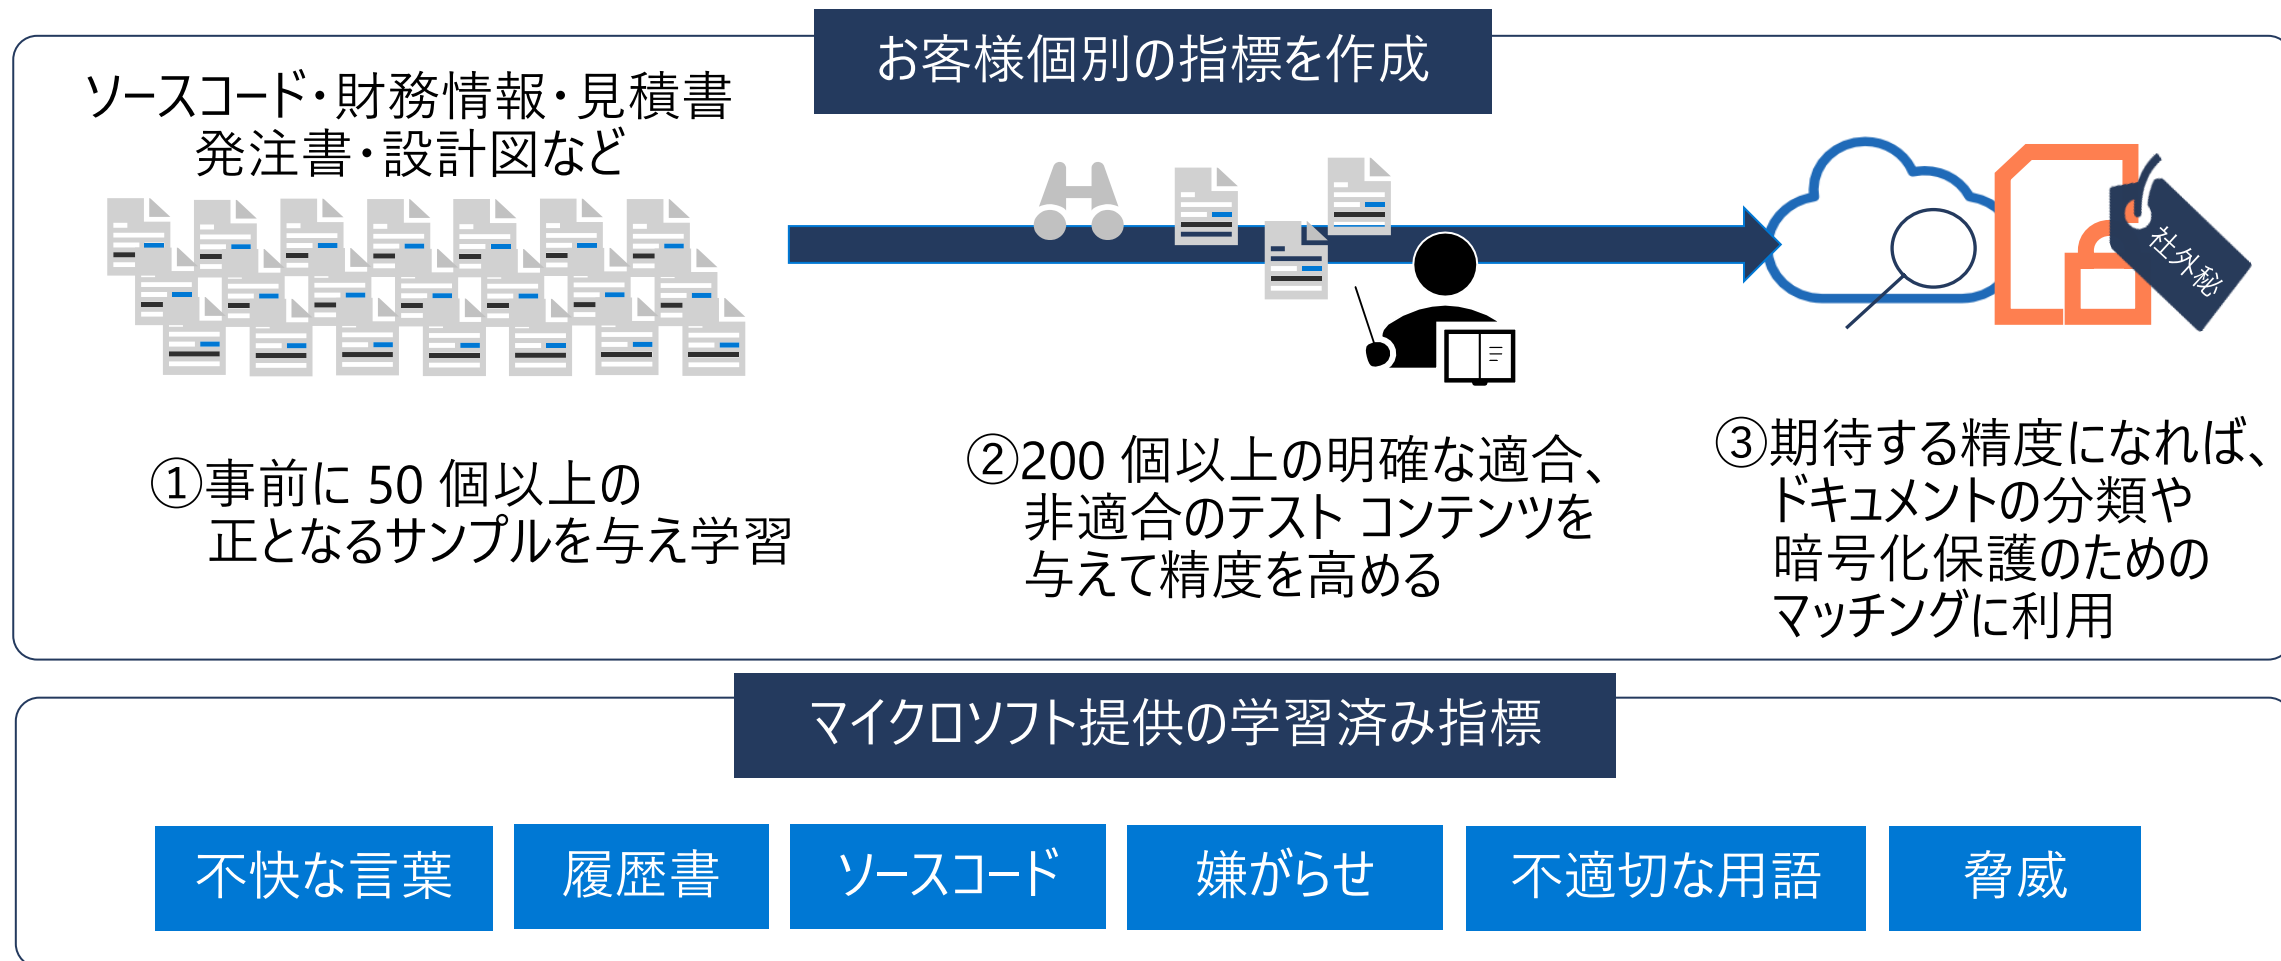 お客様個別の指標を作成
ソースコード・財務情報・見積書
発注書・設計図など
社外秘
①事前に 50 個以上の
正となるサンプルを与え学習
②200 個以上の明確な適合、
非適合のテスト コンテンツを
与えて精度を高める
③期待する精度になれば、
ドキュメントの分類や
暗号化保護のための
マッチングに利用
マイクロソフト提供の学習済み指標
不快な言葉
履歴書
ソースコード
嫌がらせ
不適切な用語
脅威